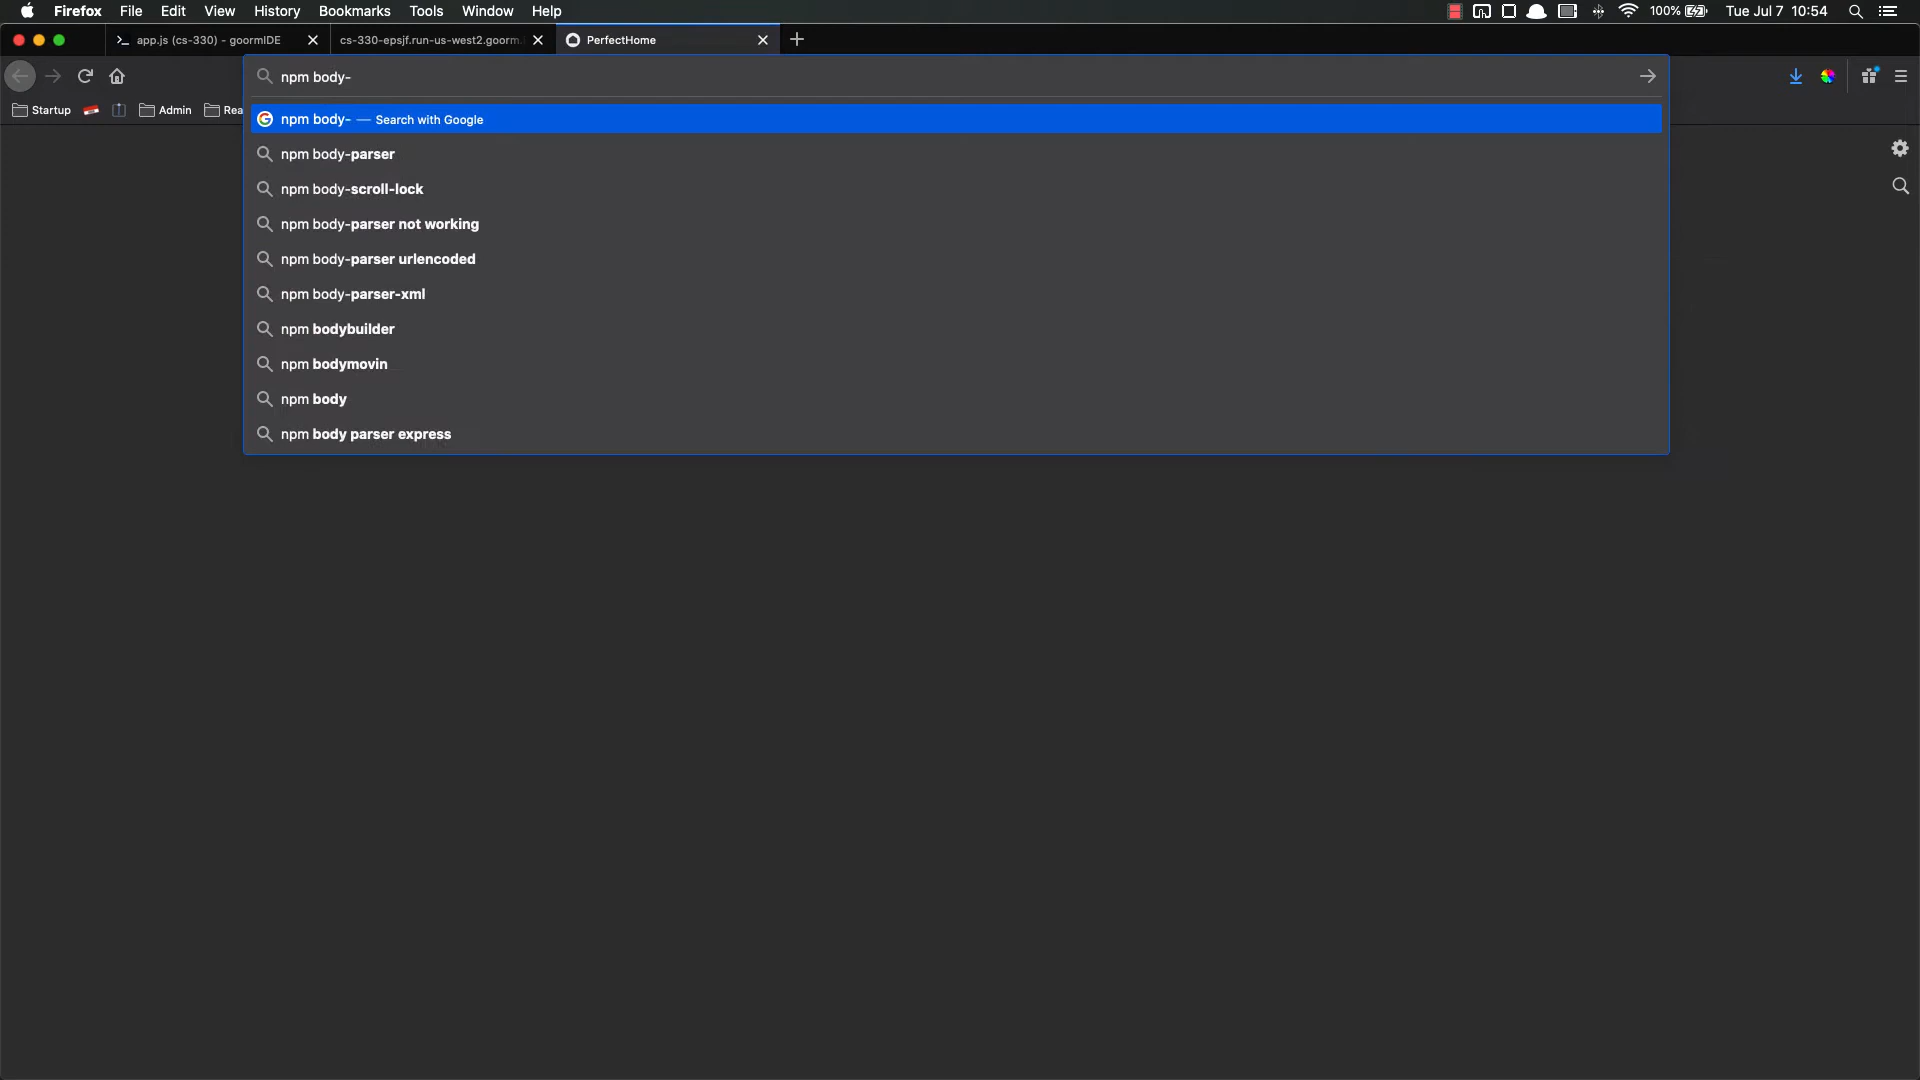 Firefox File Edit View History Bookmarks Tools Window Help 100% Tue Jul 7 10:54
app.js (cs-330) - goormIDE cs-330-epsjf.run-us-west2.goorm. PerfectHome
npm body-
Startup Admin Rea
npm body- — Search with Google
npm body-parser
npm body-scroll-lock
npm body-parser not working
npm body-parser urlencoded
npm body-parser-xml
npm bodybuilder
npm bodymovin
npm body
npm body parser express